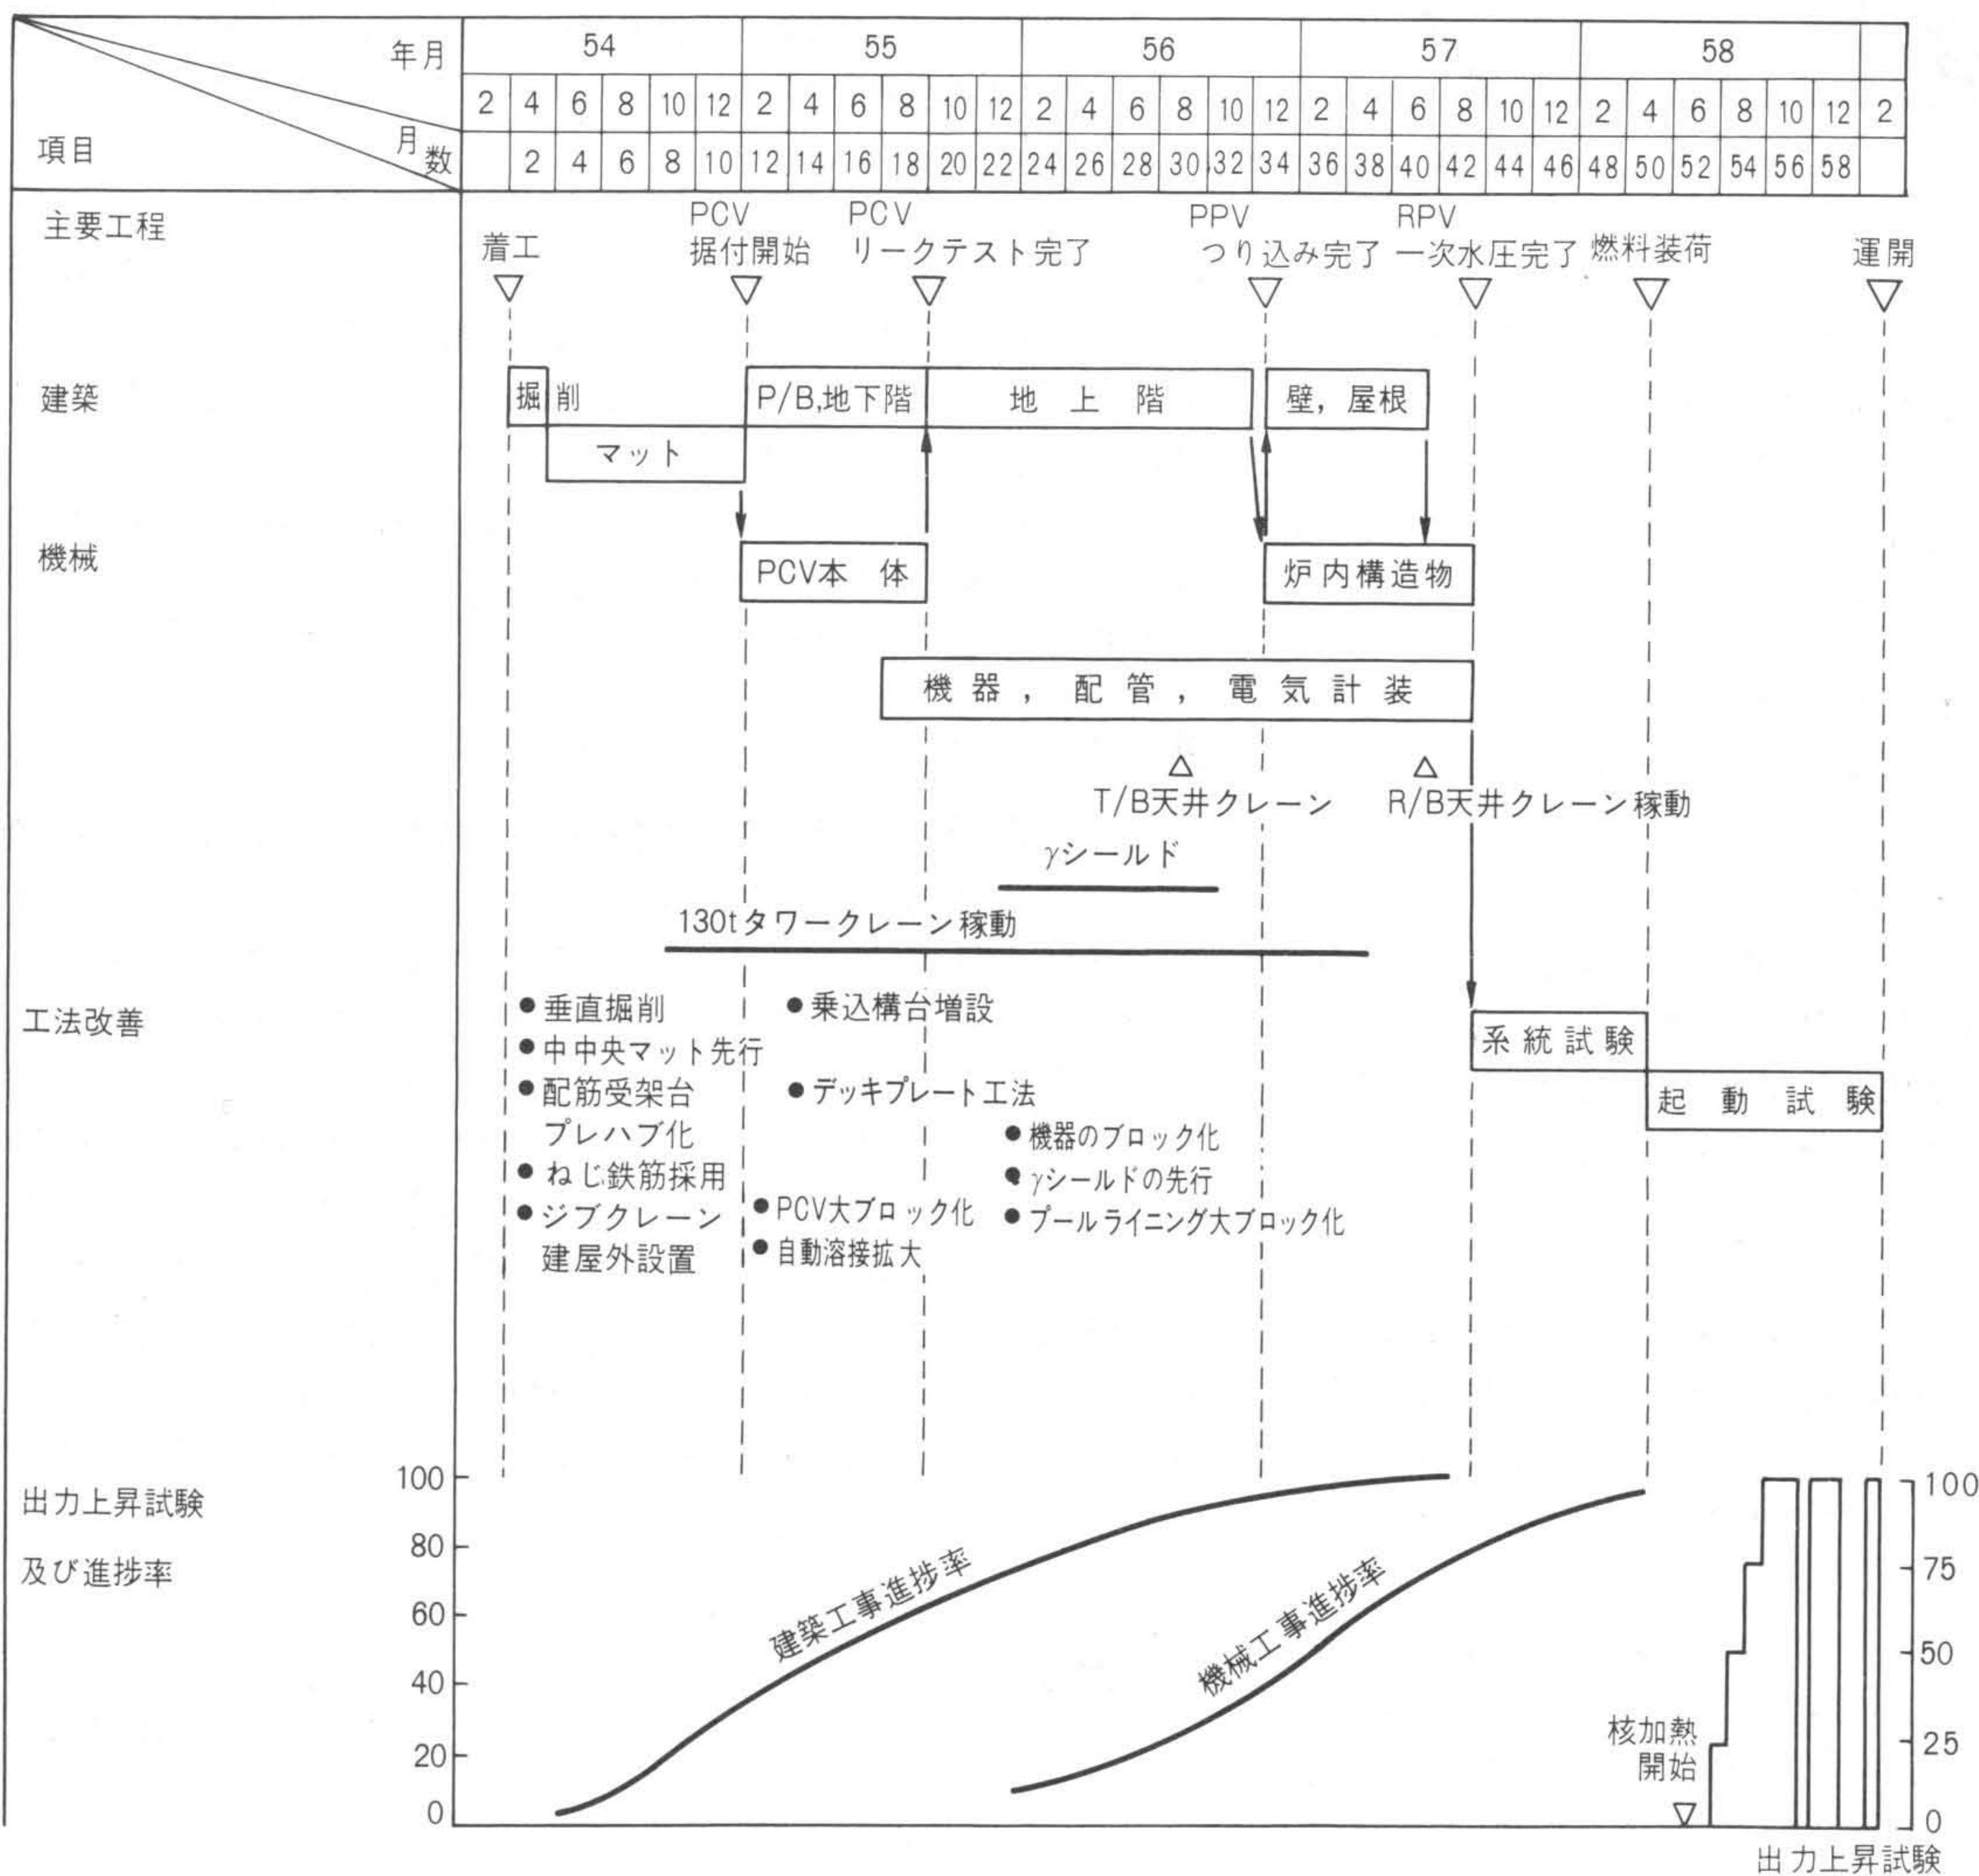 年月 54 55 56 57 58
2 4 6 8 10 12 2 4 6 8 10 12 2 4 6 8 10 12 2 4 6 8 10 12 2 4 6 8 10 12 2
項目 月数 2 4 6 8 10 12 14 16 18 20 22 24 26 28 30 32 34 36 38 40 42 44 46 48 50 52 54 56 58
主要工程
着工
PCV
据付開始
PCV
リークテスト完了
PPV
つり込み完了
RPV
一次水圧完了
燃料装荷
運開
建築
掘削
P/B,地下階
地上階
壁,屋根
マット
機械
PCV本体
炉内構造物
機器,配管,電気計装
T/B天井クレーン
R/B天井クレーン稼動
γシールド
130tタワークレーン稼動
工法改善
●垂直掘削
●中中央マット先行
●配筋受架台
プレハブ化
●ねじ鉄筋採用
●ジブクレーン
建屋外設置
●乗込構台増設
●デッキプレート工法
●PCV大ブロック化
●自動溶接拡大
●機器のブロック化
●γシールドの先行
●プールライニング大ブロック化
系統試験
起動試験
出力上昇試験
及び進捗率
100
80
60
40
20
0
建築工事進捗率
機械工事進捗率
核加熱
開始
100
75
50
25
0
出力上昇試験